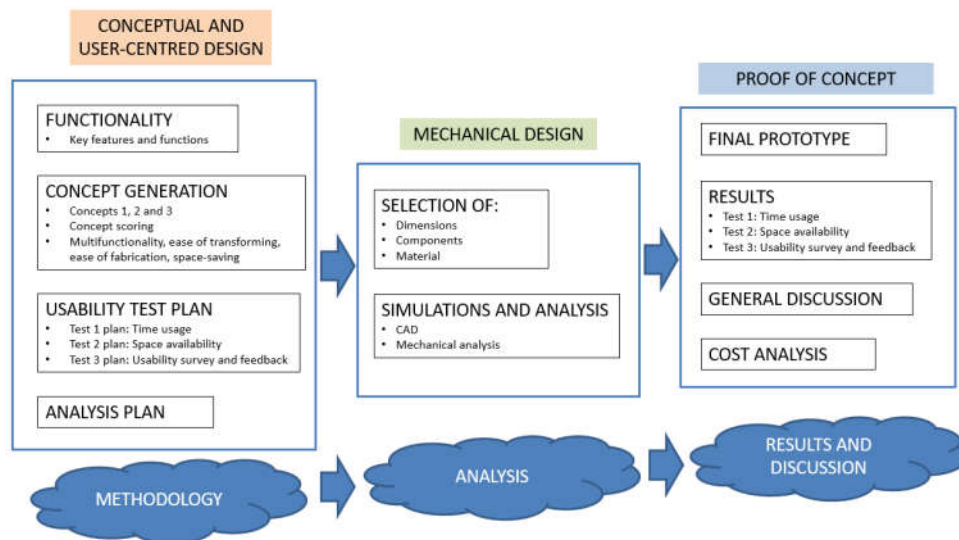 CONCEPTUAL AND
USER-CENTRED DESIGN
FUNCTIONALITY
• Key features and functions
CONCEPT GENERATION
• Concepts 1, 2 and 3
• Concept scoring
• Multifunctionality, ease of transforming,
ease of fabrication, space-saving
USABILITY TEST PLAN
• Test 1 plan: Time usage
• Test 2 plan: Space availability
• Test 3 plan: Usability survey and feedback
ANALYSIS PLAN
METHODOLOGY
MECHANICAL DESIGN
SELECTION OF:
• Dimensions
• Components
• Material
SIMULATIONS AND ANALYSIS
• CAD
• Mechanical analysis
ANALYSIS
PROOF OF CONCEPT
FINAL PROTOTYPE
RESULTS
• Test 1: Time usage
• Test 2: Space availability
• Test 3: Usability survey and feedback
GENERAL DISCUSSION
COST ANALYSIS
RESULTS AND
DISCUSSION